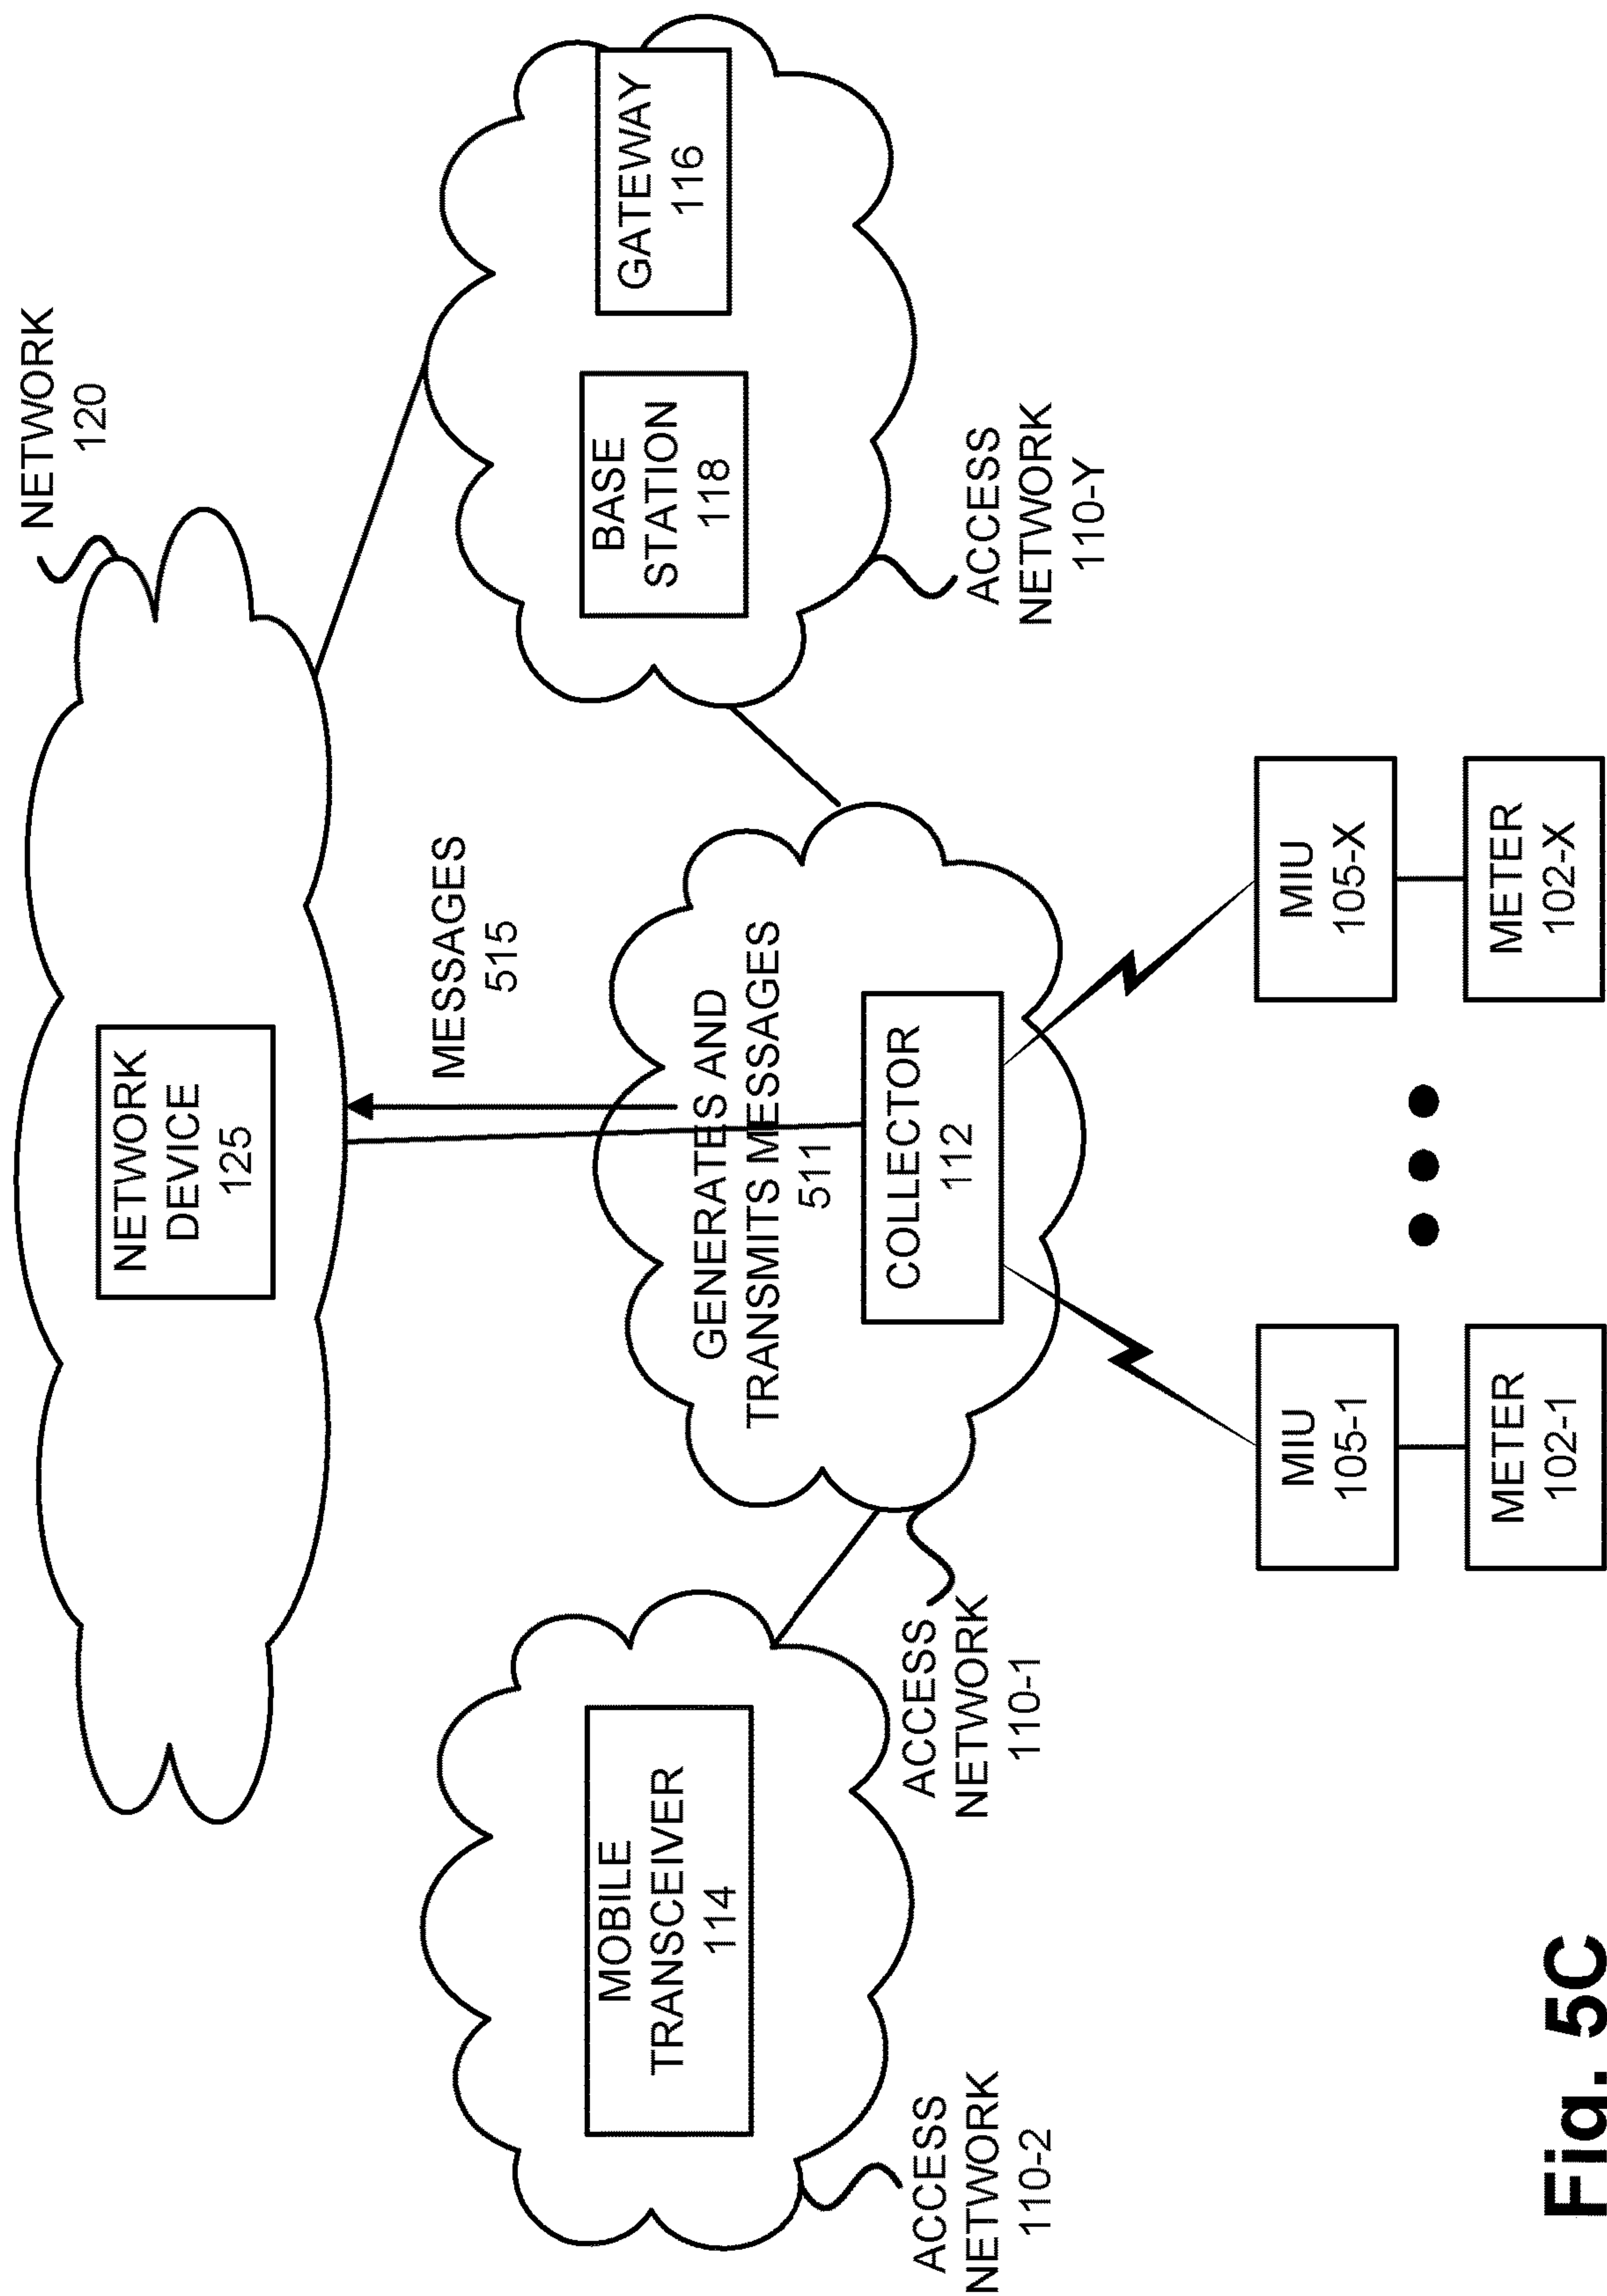 NETWORK
120
NETWORK
DEVICE
125
MESSAGES
515
MOBILE
TRANSCEIVER
114
ACCESS
NETWORK
110-2
GENERATES AND
TRANSMITS MESSAGES
511
COLLECTOR
112
ACCESS
NETWORK
110-1
BASE
STATION
118
GATEWAY
116
ACCESS
NETWORK
110-Y
MIU
105-1
METER
102-1
MIU
105-X
METER
102-X
Fig. 5C